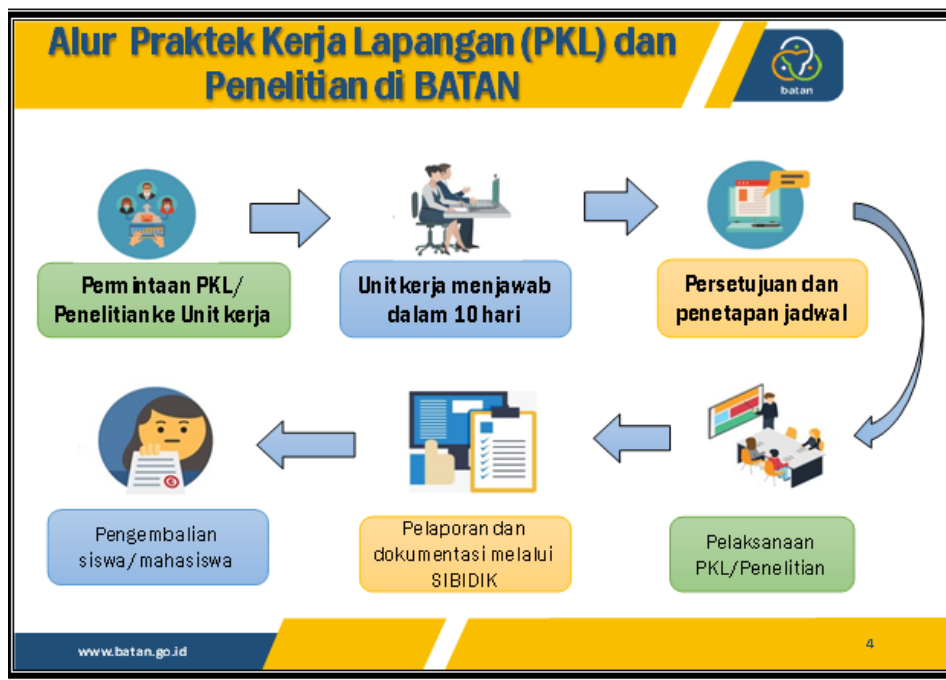 Alur Praktek Kerja Lapangan (PKL) dan
Penelitian di BATAN
batan
Permintaan PKL/
Penelitian ke Unit kerja
Unit kerja menjawab
dalam 10 hari
Persetujuan dan
penetapan jadwal
Pengembalian
siswa/mahasiswa
Pelaporan dan
dokumentasi melalui
SIBIDIK
Pelaksanaan
PKL/Penelitian
www.batan.go.id
4